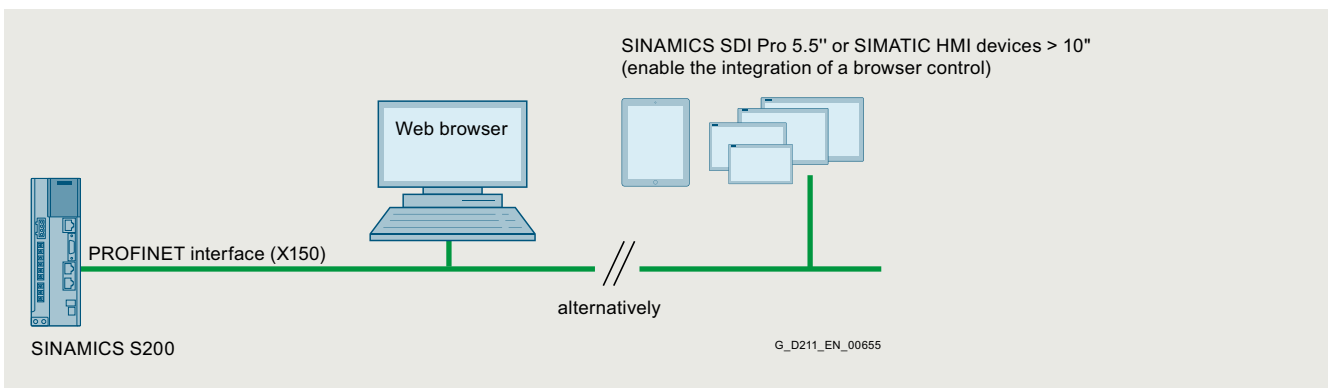 SINAMICS SDI Pro 5.5'' or SIMATIC HMI devices > 10"
(enable the integration of a browser control)
Web browser
PROFINET interface (X150)
alternatively
SINAMICS S200
G_D211_EN_00655